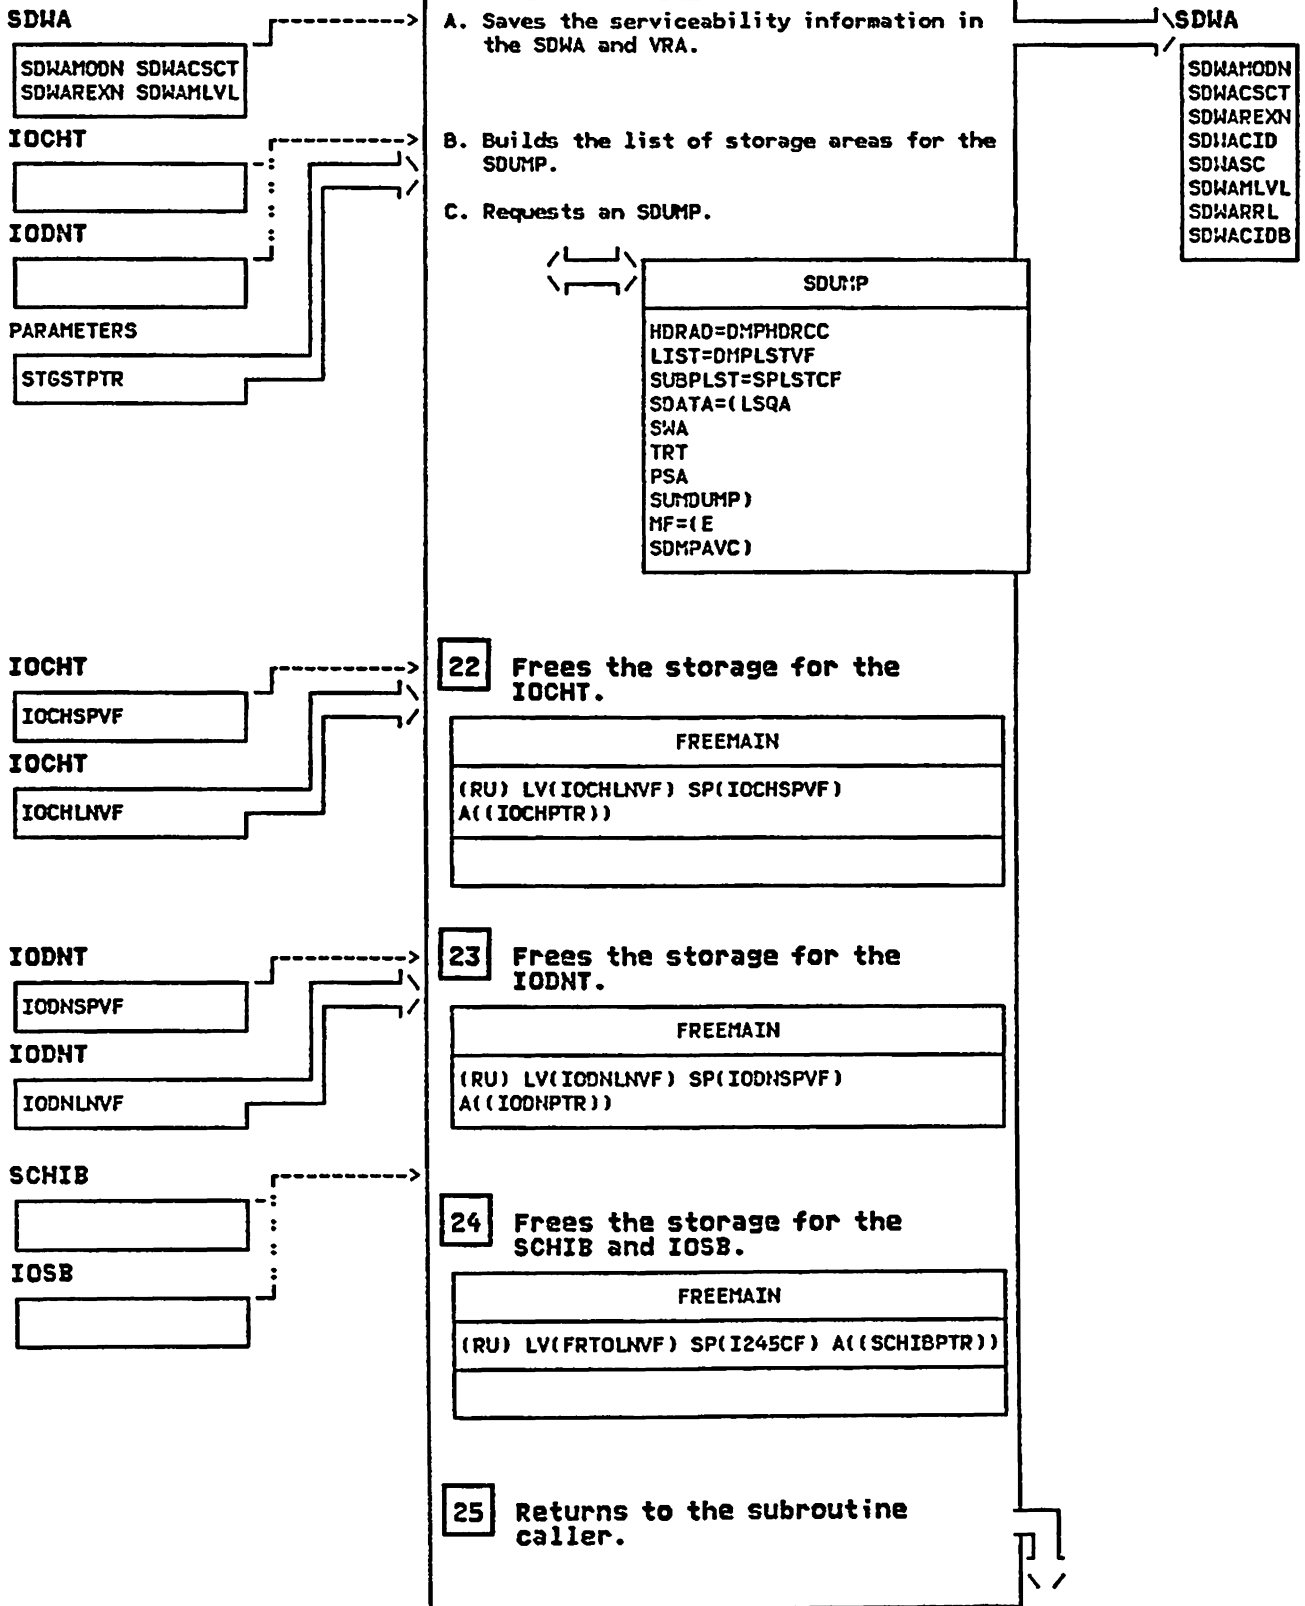 SDWA
SDWAMODN SDWACSCT
SDWAREXN SDWAMLVL
IOCHT
IODNT
PARAMETERS
STGSTPTR
A. Saves the serviceability information in
the SDWA and VRA.
B. Builds the list of storage areas for the
SDUMP.
C. Requests an SDUMP.
SDUMP
HDRAD=DMPHDRCC
LIST=DMPLSTVF
SUBPLST=SPLSTCF
SDATA=(LSQA
SWA
TRT
PSA
SUMDUMP)
MF=(E
SDMPAVC)
SDWA
SDWAMODN
SDWACSCT
SDWAREXN
SDWACID
SDWASC
SDWAMLVL
SDWARRL
SDWACIDB
IOCHT
IOCHSPVF
IOCHT
IOCHLNVF
22 Frees the storage for the
IOCHT.
FREEMAIN
(RU) LV(IOCHLNVF) SP(IOCHSPVF)
A((IOCHPTR))
IODNT
IODNSPVF
IODNT
IODNLNVF
23 Frees the storage for the
IODNT.
FREEMAIN
(RU) LV(IODNLNVF) SP(IODNSPVF)
A((IODNPTR))
SCHIB
IOSB
24 Frees the storage for the
SCHIB and IOSB.
FREEMAIN
(RU) LV(FRTOLNVF) SP(I245CF) A((SCHIBPTR))
25 Returns to the subroutine
caller.